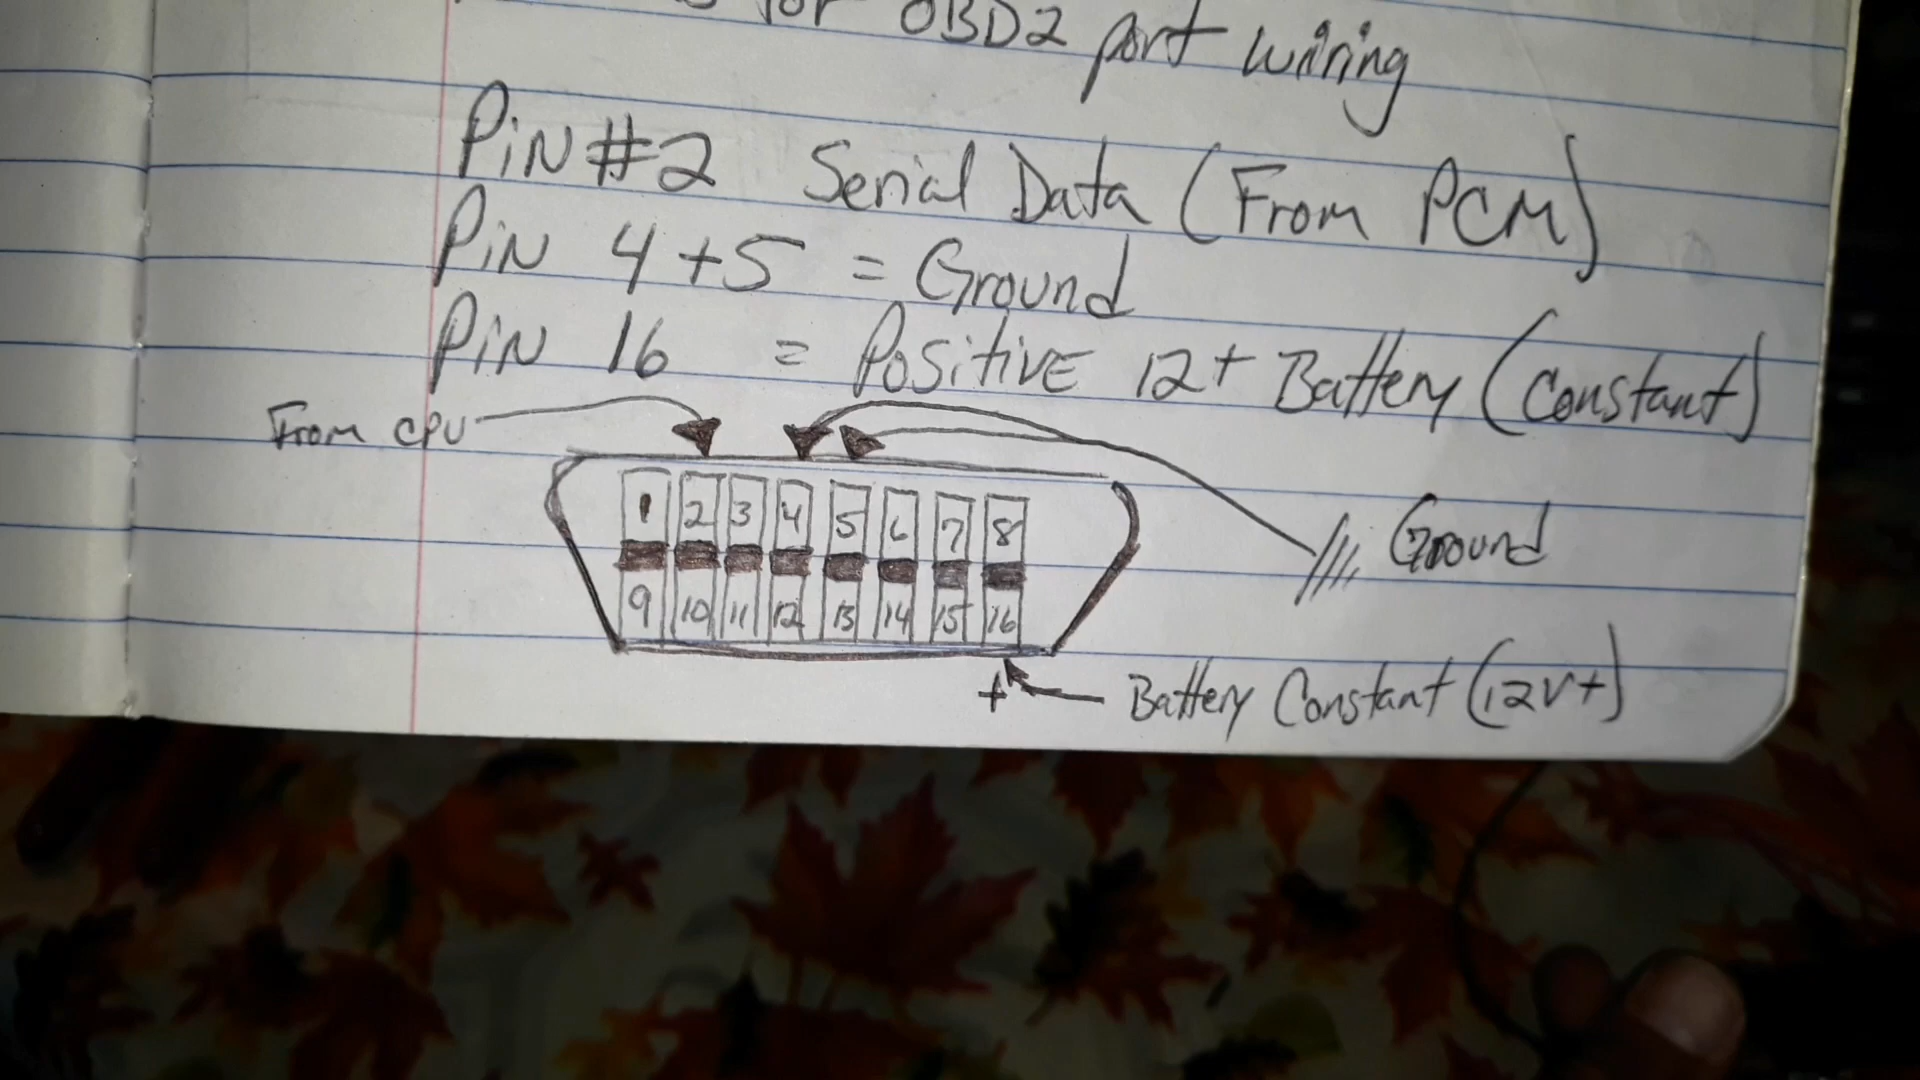 for OBD2 port wiring
PiN #2 Serial Data (From PCM)
PiN 4+5 = Ground
PiN 16 = Positive 12+ Battery (Constant)
From cpu
1 2 3 4 5 6 7 8
Ground
9 10 11 12 13 14 15 16
+ Battery Constant (12v+)